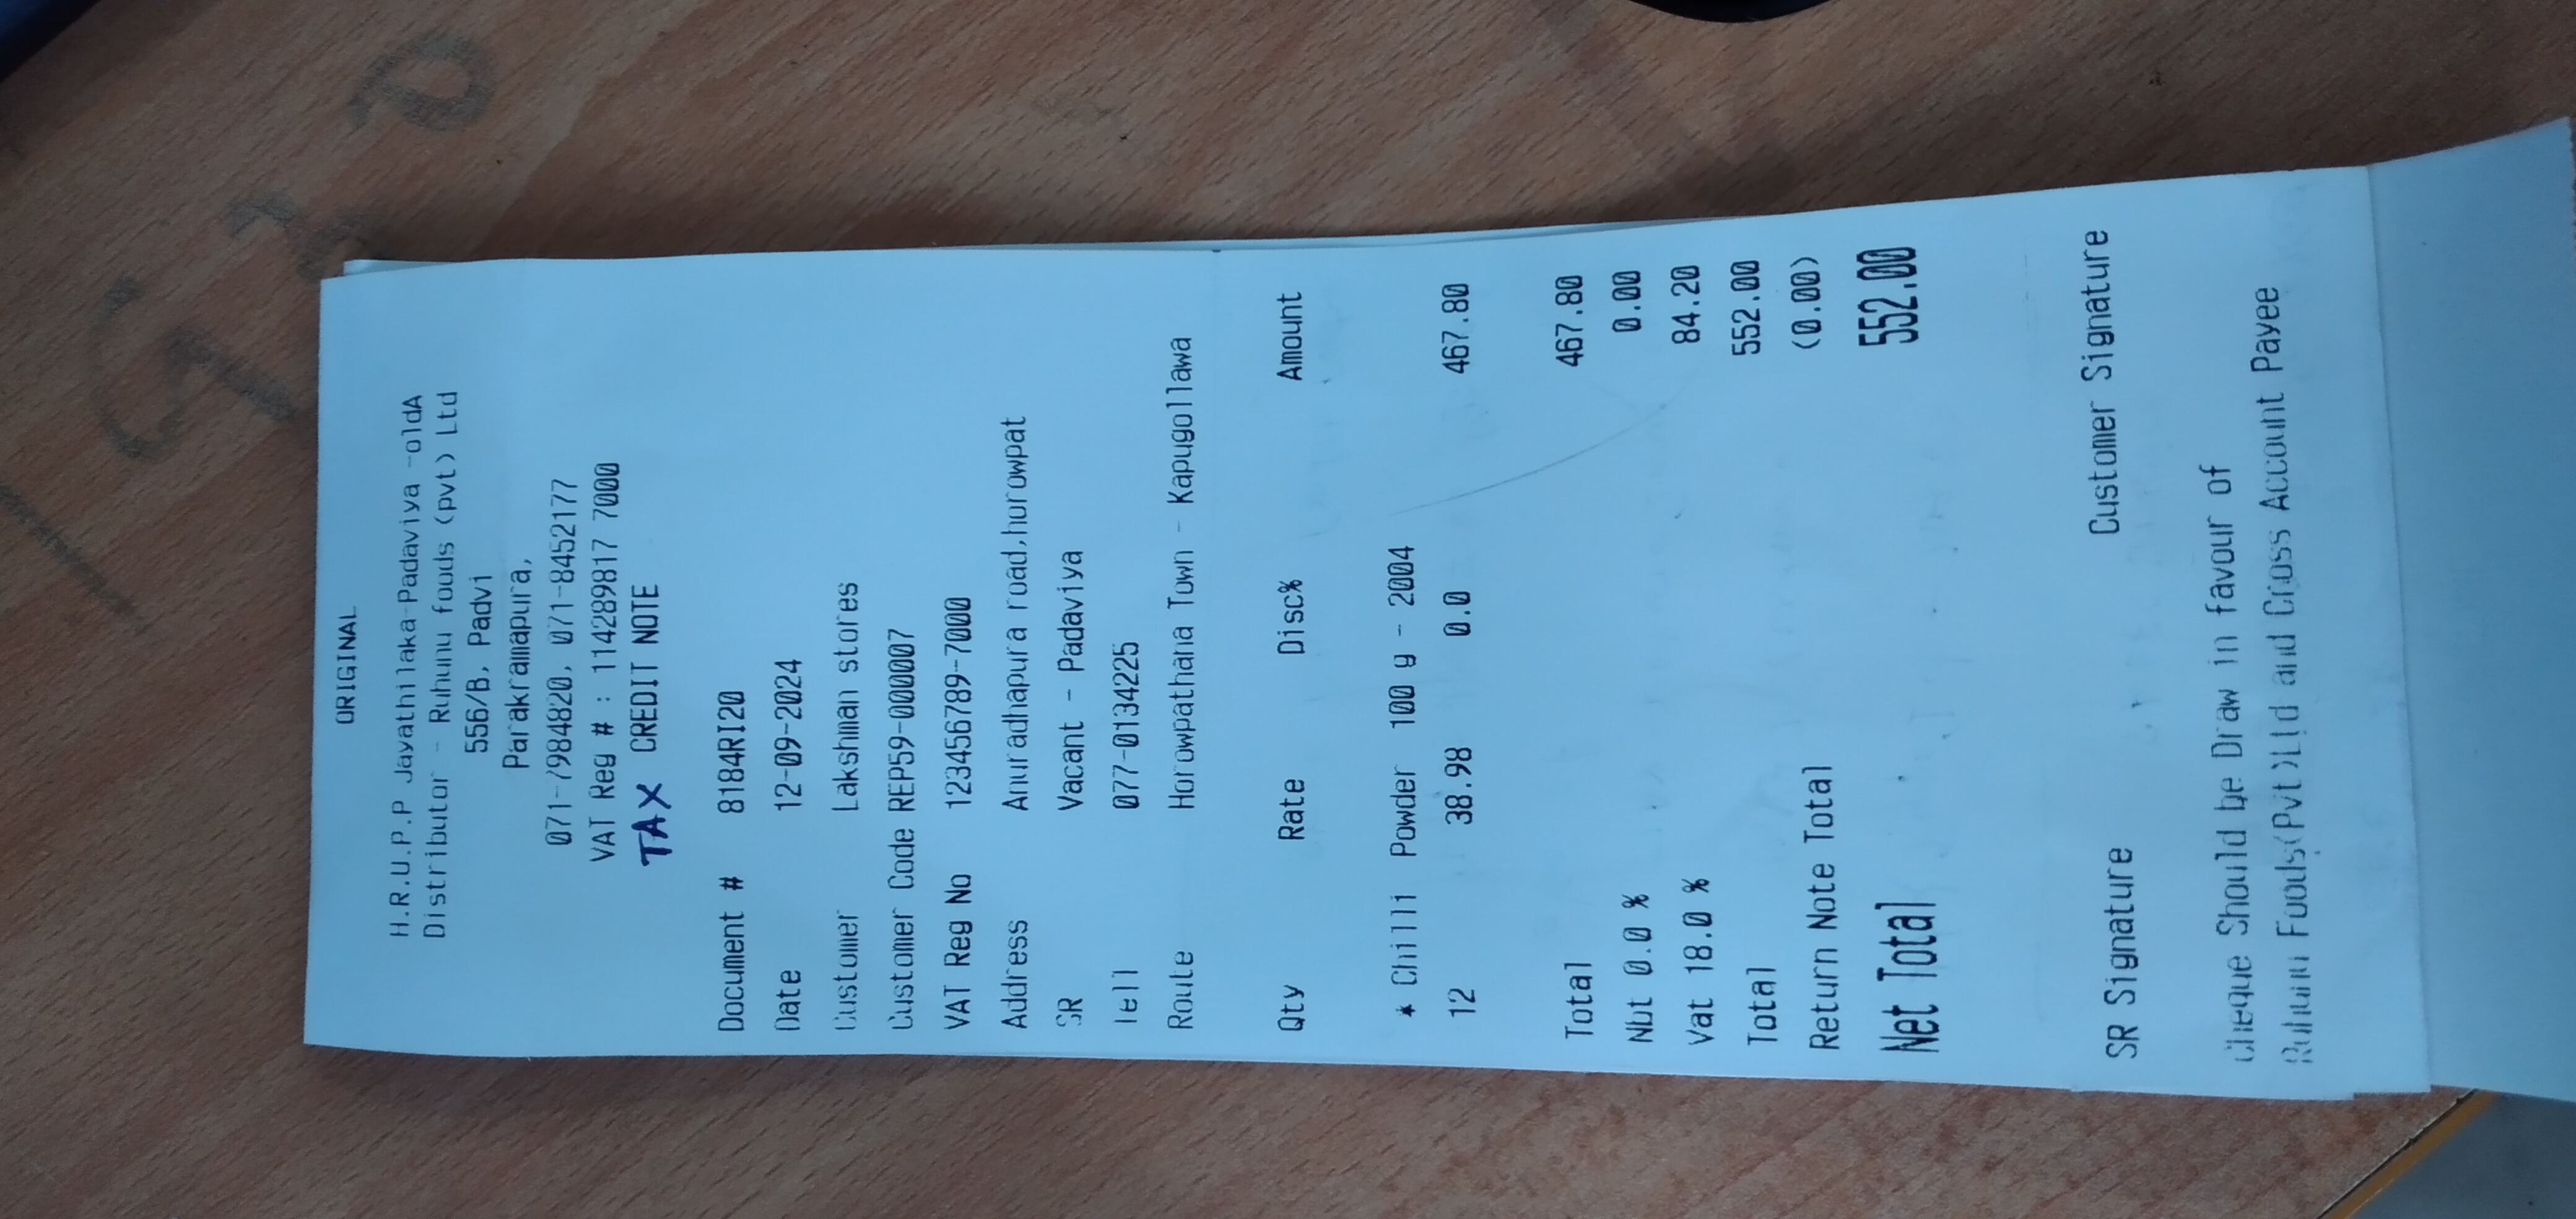 ORIGINAL
H.R.U.P.P Jayathilaka-Padaviya -oldA
Distributor - Ruhunu foods (pvt) Ltd
556/B, Padvi
Parakramapura,
071-7984820, 071-8452177
VAT Reg # : 114289817 7000
TAX CREDIT NOTE
Document # 8184RI20
Date 12-09-2024
Customer Lakshman stores
Customer Code REP59-000007
VAT Reg No 123456789-7000
Address Anuradhapura road,horowpat
SR Vacant - Padaviya
Tell 077-0134225
Route Horowpathana Town - Kapugollawa
Qty Rate Disc% Amount
* Chilli Powder 100 g - 2004
12 38.98 0.0 467.80
Total 467.80
Nbt 0.0 % 0.00
Vat 18.0 % 84.20
Total 552.00
Return Note Total (0.00)
Net Total 552.00
SR Signature Customer Signature
Cheque Should be Draw in favour of
Ruhunu Foods(Pvt)Ltd and Cross Account Payee